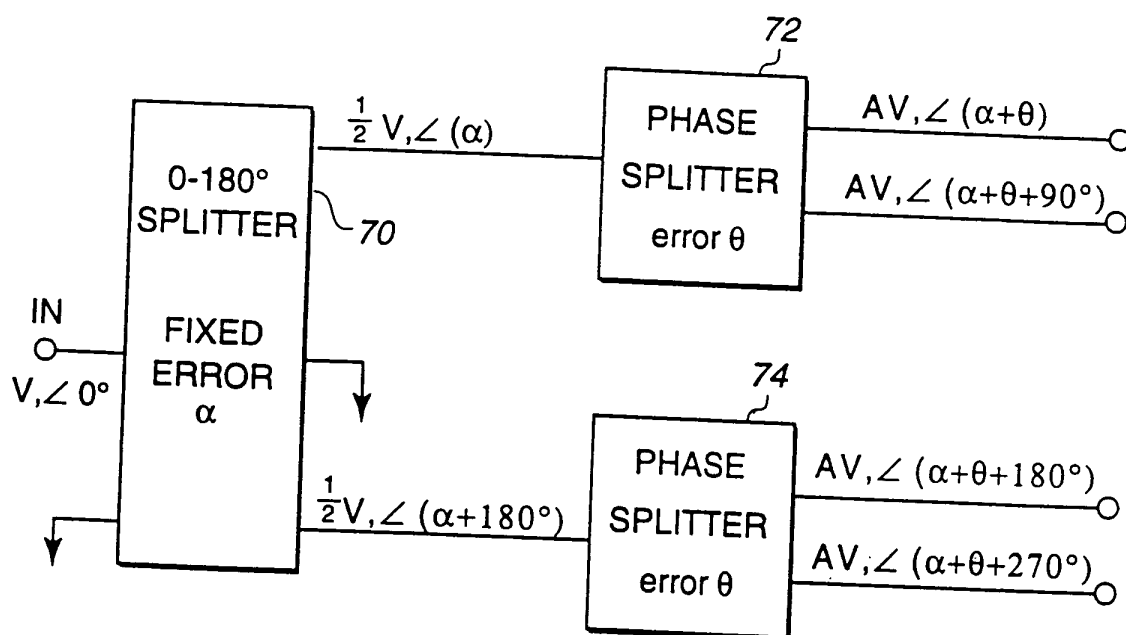 72
½ V,∠ (α)
PHASE
SPLITTER
error θ
AV,∠ (α+θ)
AV,∠ (α+θ+90°)
0-180°
SPLITTER
70
IN
V,∠ 0°
FIXED
ERROR
α
74
½V,∠ (α+180°)
PHASE
SPLITTER
error θ
AV,∠ (α+θ+180°)
AV,∠ (α+θ+270°)